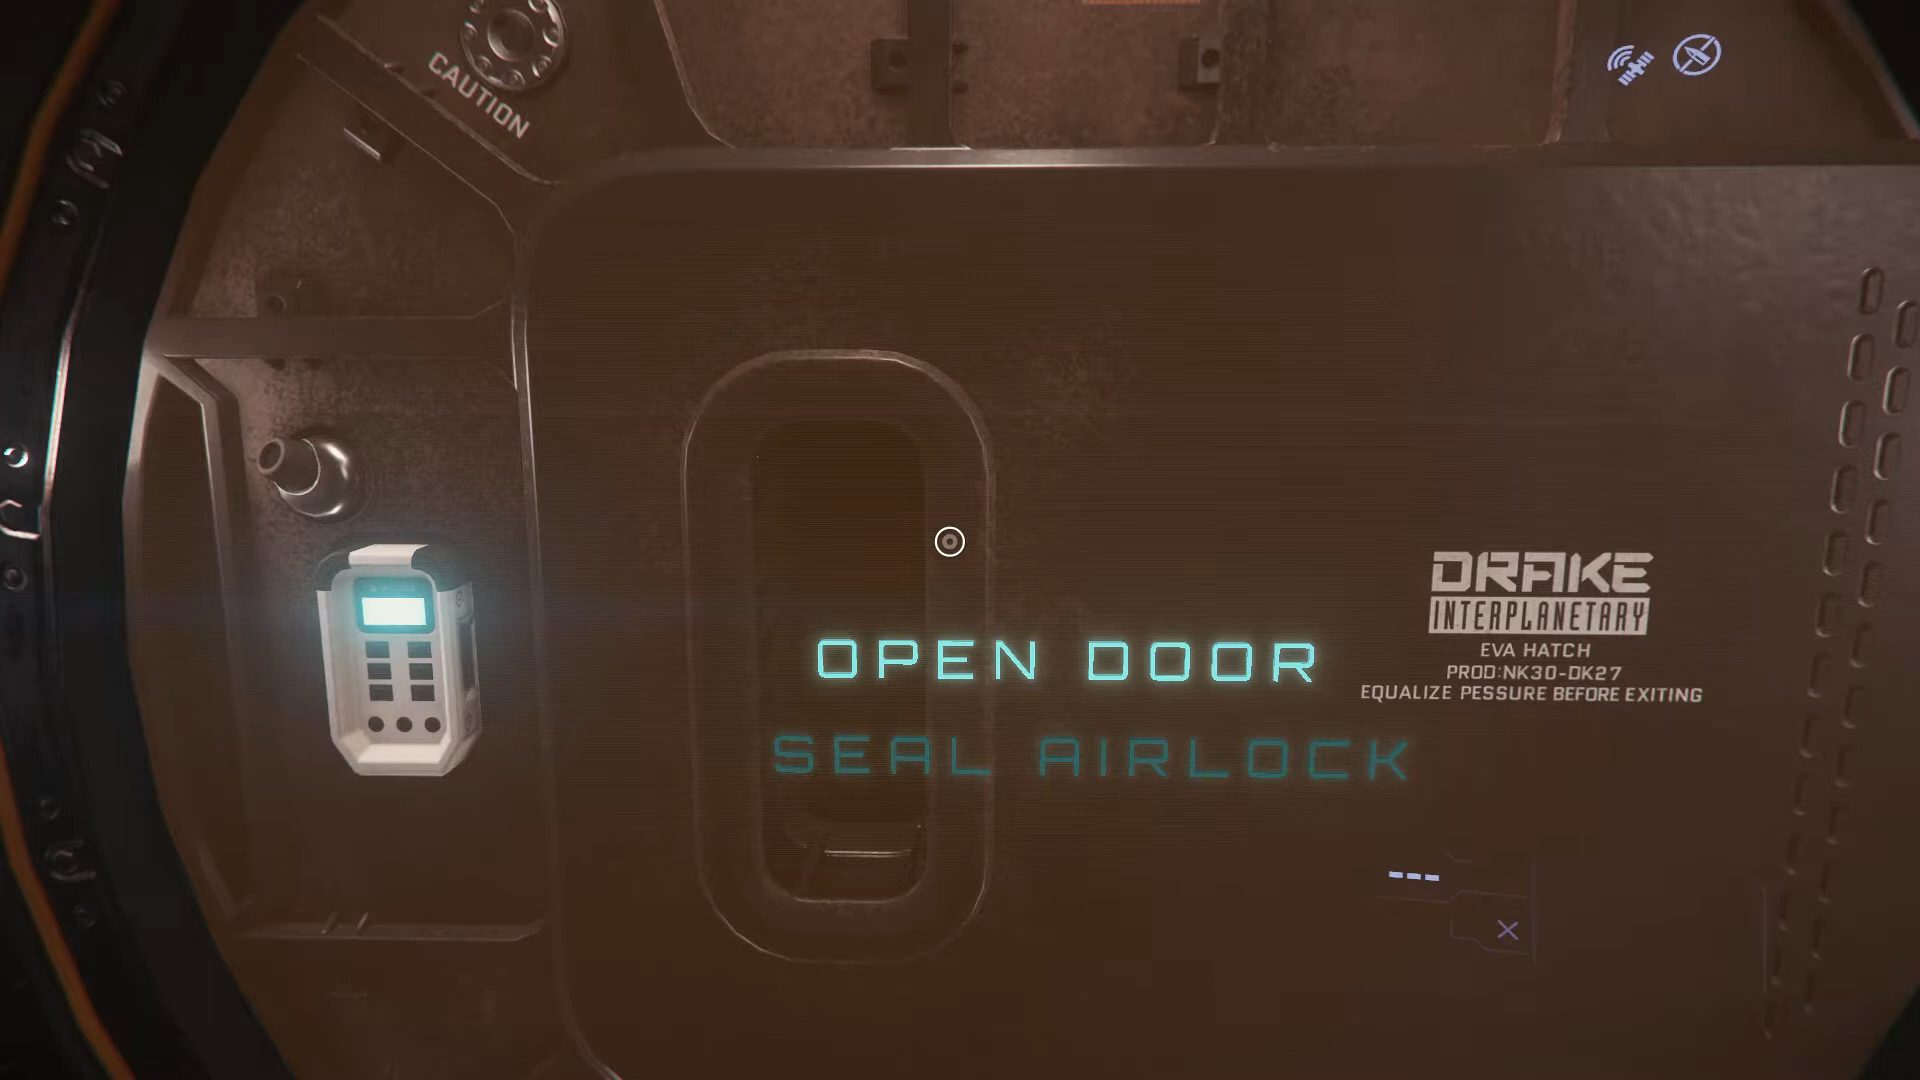 CAUTION
OPEN DOOR
SEAL AIRLOCK
DRAKE
INTERPLANETARY
EVA HATCH
PROD:NK30-DK27
EQUALIZE PESSURE BEFORE EXITING